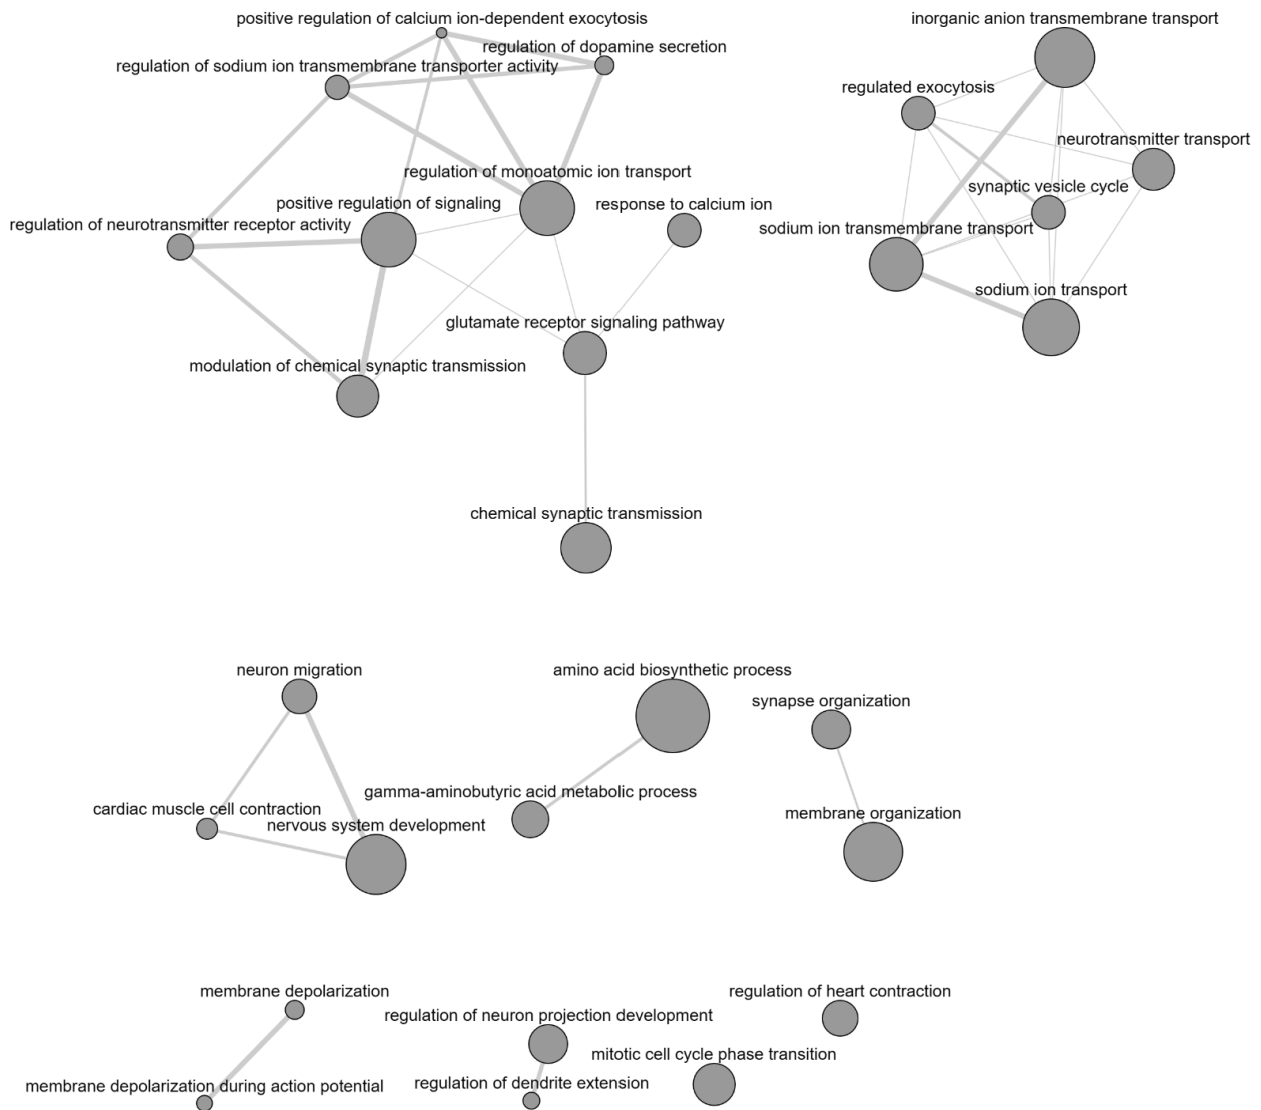 positive regulation of calcium ion-dependent exocytosis
inorganic anion transmembrane transport
regulation of dopamine secretion
regulation of sodium ion transmembrane transporter activity
regulated exocytosis
neurotransmitter transport
regulation of monoatomic ion transport
synaptic vesicle cycle
positive regulation of signaling
response to calcium ion
regulation of neurotransmitter receptor activity
sodium ion transmembrane transport
sodium ion transport
glutamate receptor signaling pathway
modulation of chemical synaptic transmission
chemical synaptic transmission
neuron migration
amino acid biosynthetic process
synapse organization
gamma-aminobutyric acid metabolic process
cardiac muscle cell contraction
membrane organization
nervous system development
membrane depolarization
regulation of heart contraction
regulation of neuron projection development
mitotic cell cycle phase transition
membrane depolarization during action potential
regulation of dendrite extension